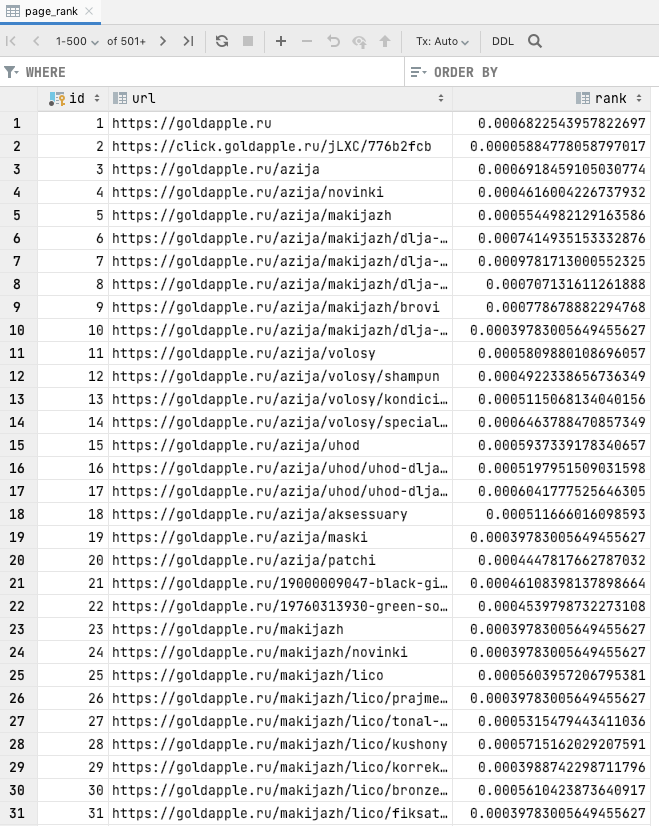 page_rank
1-500 of 501+ Tx: Auto DDL
WHERE ORDER BY
id url rank
1 1 https://goldapple.ru 0.0006822543957822697
2 2 https://click.goldapple.ru/jLXC/776b2fcb 0.00005884778058797017
3 3 https://goldapple.ru/azija 0.0006918459105030774
4 4 https://goldapple.ru/azija/novinki 0.0004616004226737932
5 5 https://goldapple.ru/azija/makijazh 0.0005544982129163586
6 6 https://goldapple.ru/azija/makijazh/dlja-… 0.0007414935153332876
7 7 https://goldapple.ru/azija/makijazh/dlja-… 0.0009781713000552325
8 8 https://goldapple.ru/azija/makijazh/dlja-… 0.000707131611261888
9 9 https://goldapple.ru/azija/makijazh/brovi 0.000778678882294768
10 10 https://goldapple.ru/azija/makijazh/dlja-… 0.00039783005649455627
11 11 https://goldapple.ru/azija/volosy 0.0005809880108696057
12 12 https://goldapple.ru/azija/volosy/shampun 0.0004922338656736349
13 13 https://goldapple.ru/azija/volosy/kondici… 0.0005115068134040156
14 14 https://goldapple.ru/azija/volosy/special… 0.0006463788470857349
15 15 https://goldapple.ru/azija/uhod 0.0005937339178340657
16 16 https://goldapple.ru/azija/uhod/uhod-dlja… 0.00051979515090​31598
17 17 https://goldapple.ru/azija/uhod/uhod-dlja… 0.0006041777525646305
18 18 https://goldapple.ru/azija/aksessuary 0.000511666016098593
19 19 https://goldapple.ru/azija/maski 0.00039783005649455627
20 20 https://goldapple.ru/azija/patchi 0.0004447817662787032
21 21 https://goldapple.ru/19000009047-black-gi… 0.00046108398137898664
22 22 https://goldapple.ru/19760313930-green-so… 0.0004539798732273108
23 23 https://goldapple.ru/makijazh 0.00039783005649455627
24 24 https://goldapple.ru/makijazh/novinki 0.00039783005649455627
25 25 https://goldapple.ru/makijazh/lico 0.0005603957206795381
26 26 https://goldapple.ru/makijazh/lico/prajme… 0.00039783005649455627
27 27 https://goldapple.ru/makijazh/lico/tonal-… 0.0005315479443411036
28 28 https://goldapple.ru/makijazh/lico/kushony 0.0005715162029207591
29 29 https://goldapple.ru/makijazh/lico/korrek… 0.0003988742298711796
30 30 https://goldapple.ru/makijazh/lico/bronze… 0.0005610423873640917
31 31 https://goldapple.ru/makijazh/lico/fiksat… 0.00039783005649455627